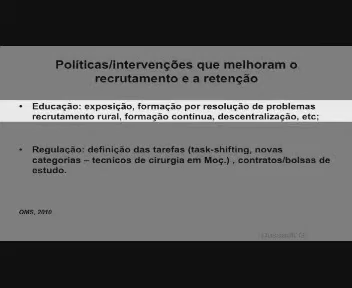 Políticas/intervenções que melhoram o
recrutamento e a retenção
• Educação: exposição, formação por resolução de problemas
recrutamento rural, formação contínua, descentralização, etc;
• Regulação: definição das tarefas (task-shifting, novas
categorias – tecnicos de cirurgia em Moç.) , contratos/bolsas de
estudo.
OMS, 2010